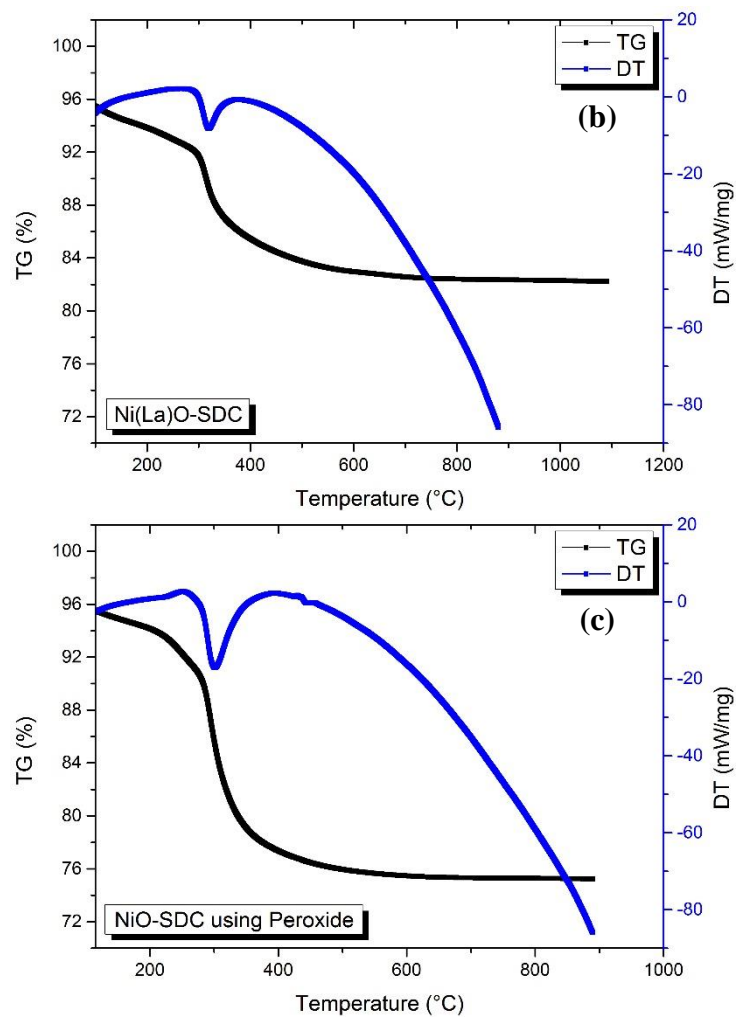 TG
DT
(b)
TG (%)
100
96
92
88
84
80
76
72
20
0
-20
-40
-60
-80
DT (mW/mg)
Ni(La)O-SDC
200 400 600 800 1000 1200
Temperature (°C)
TG
DT
(c)
TG (%)
100
96
92
88
84
80
76
72
20
0
-20
-40
-60
-80
DT (mW/mg)
NiO-SDC using Peroxide
200 400 600 800 1000
Temperature (°C)